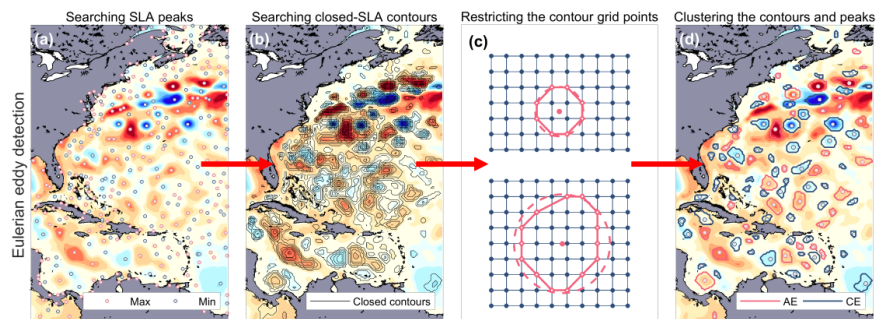 Searching SLA peaks
Searching closed-SLA contours
Restricting the contour grid points
Clustering the contours and peaks
(a)
(b)
(c)
(d)
Eulerian eddy detection
Max
Min
Closed contours
AE
CE